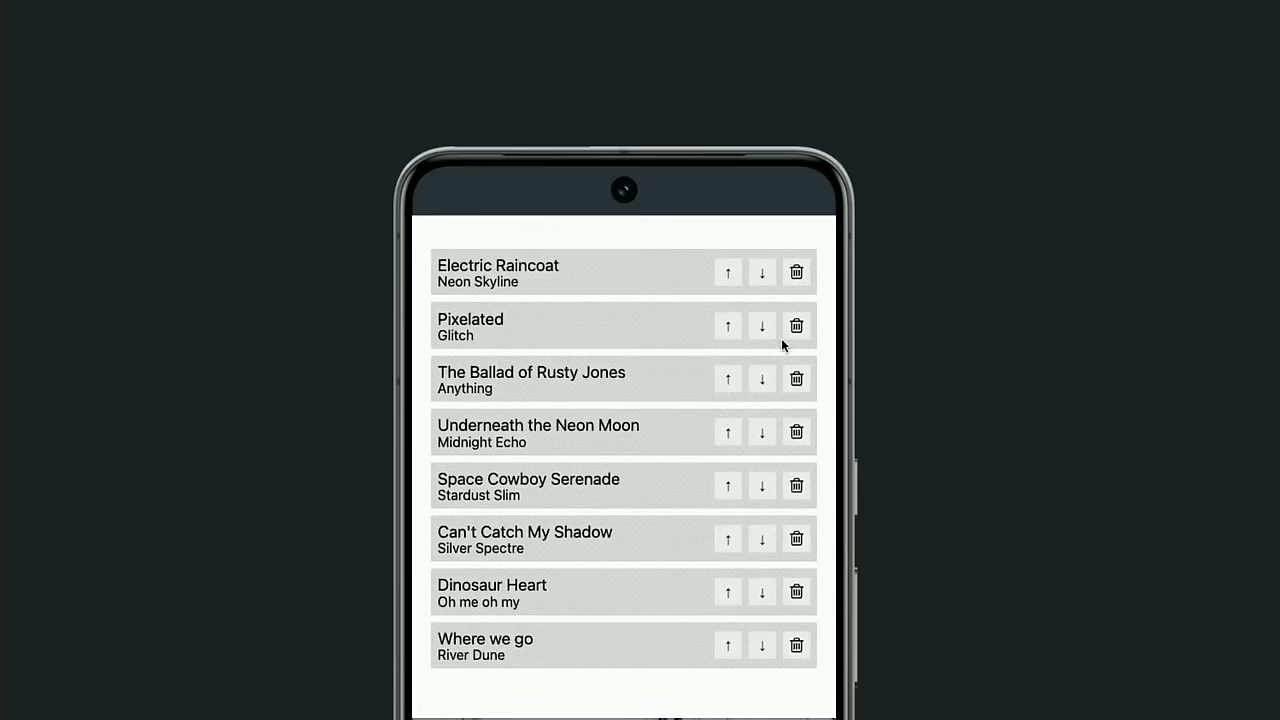 Electric Raincoat
Neon Skyline
↑ ↓
Pixelated
Glitch
↑ ↓
The Ballad of Rusty Jones
Anything
↑ ↓
Underneath the Neon Moon
Midnight Echo
↑ ↓
Space Cowboy Serenade
Stardust Slim
↑ ↓
Can't Catch My Shadow
Silver Spectre
↑ ↓
Dinosaur Heart
Oh me oh my
↑ ↓
Where we go
River Dune
↑ ↓